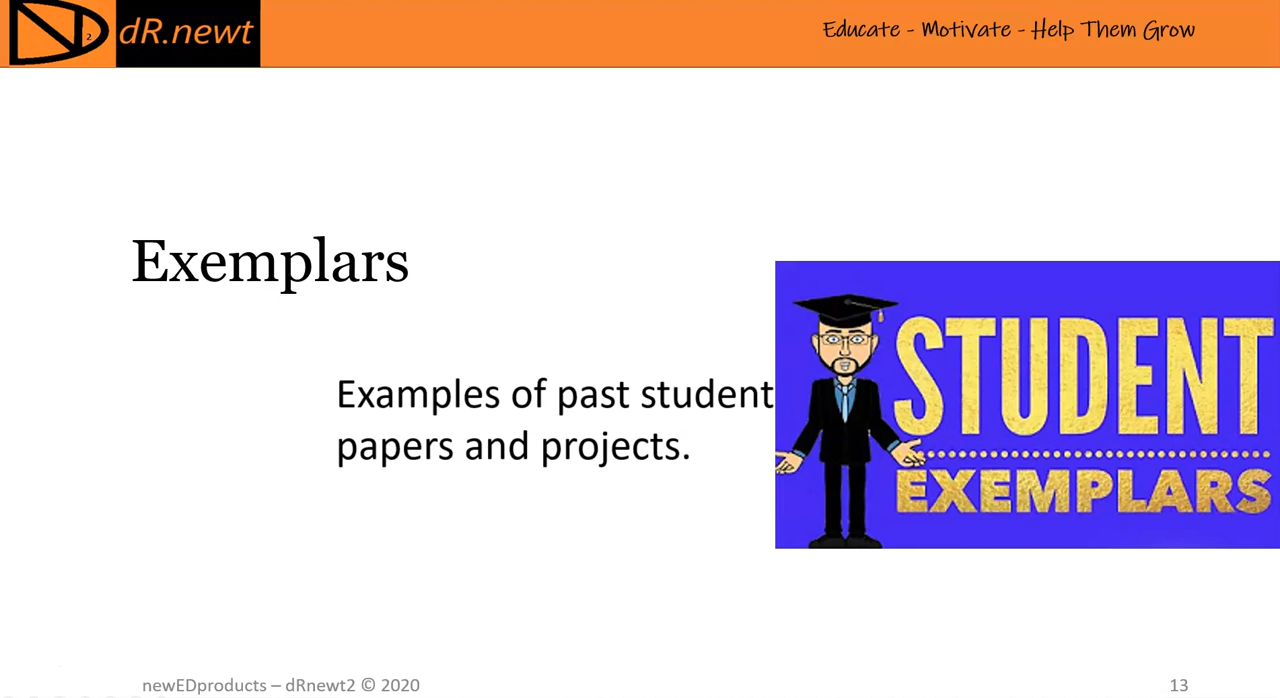 2
dR.newt
Educate - Motivate - Help Them Grow
Exemplars
Examples of past student
papers and projects.
STUDENT
EXEMPLARS
newEDproducts – dRnewt2 © 2020
13